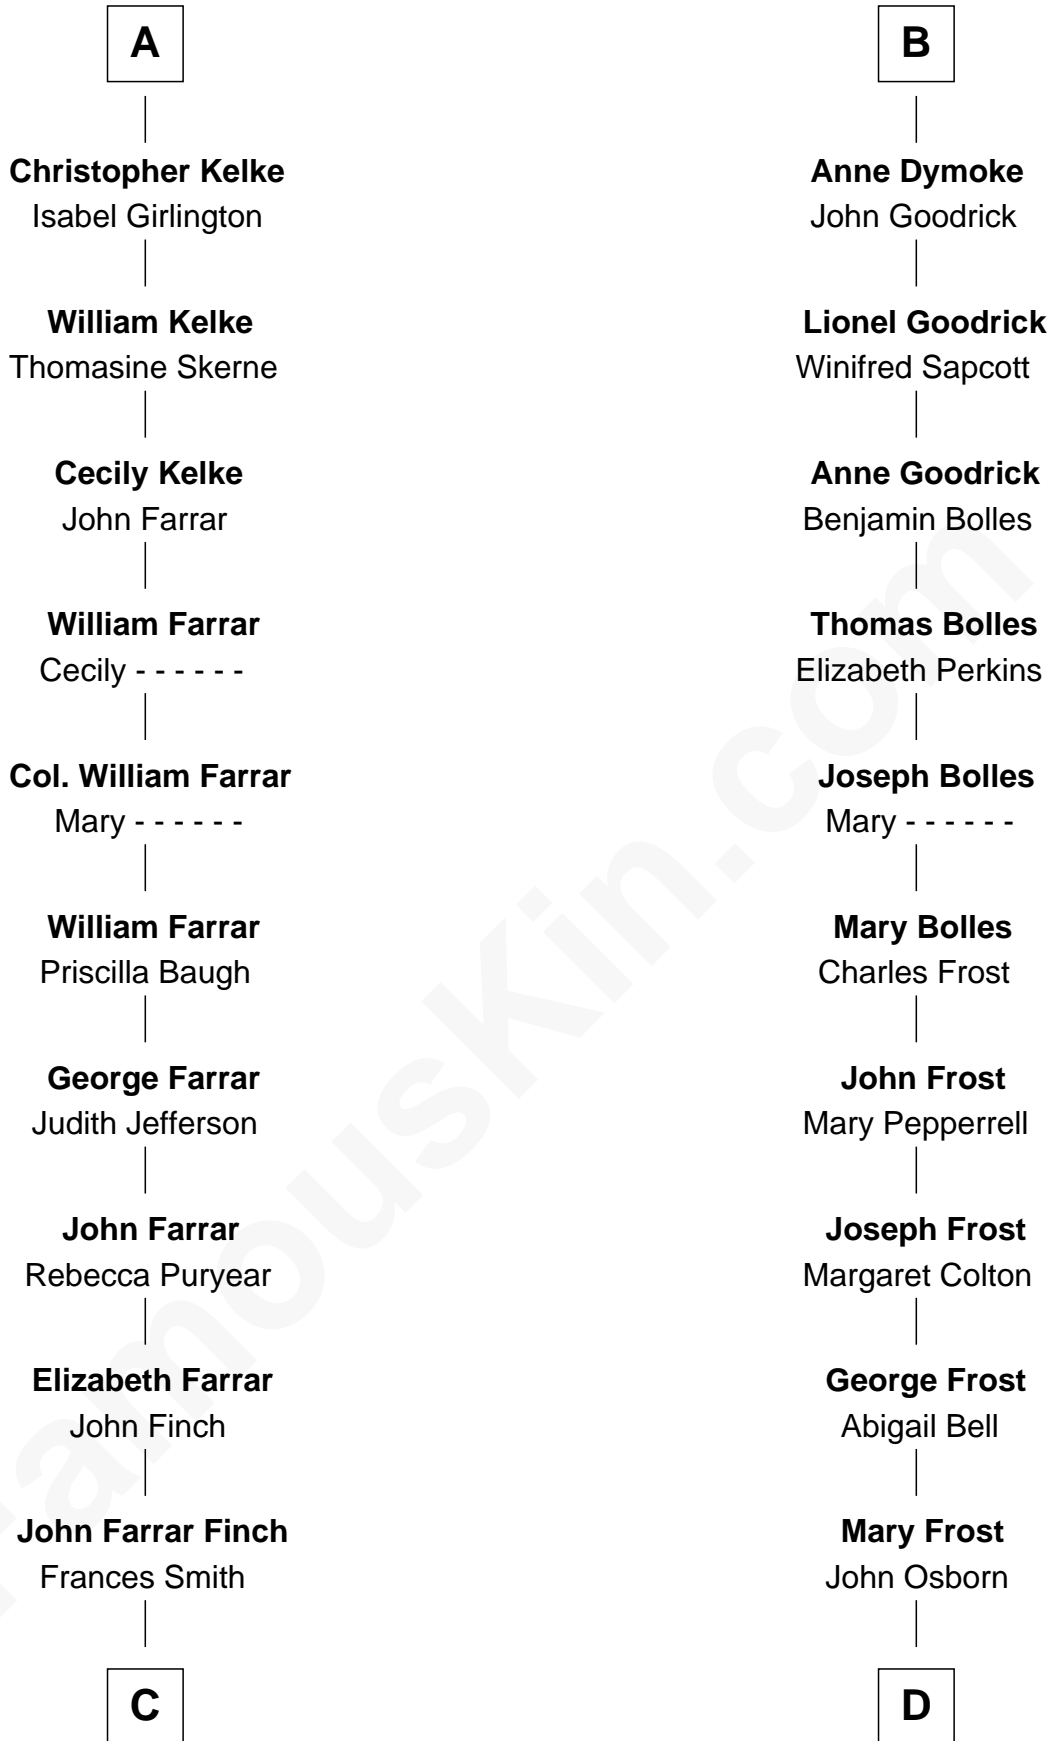 A
Christopher Kelke
Isabel Girlington
William Kelke
Thomasine Skerne
Cecily Kelke
John Farrar
William Farrar
Cecily - - - - - -
Col. William Farrar
Mary - - - - - -
William Farrar
Priscilla Baugh
George Farrar
Judith Jefferson
John Farrar
Rebecca Puryear
Elizabeth Farrar
John Finch
John Farrar Finch
Frances Smith
C
B
Anne Dymoke
John Goodrick
Lionel Goodrick
Winifred Sapcott
Anne Goodrick
Benjamin Bolles
Thomas Bolles
Elizabeth Perkins
Joseph Bolles
Mary - - - - - -
Mary Bolles
Charles Frost
John Frost
Mary Pepperrell
Joseph Frost
Margaret Colton
George Frost
Abigail Bell
Mary Frost
John Osborn
D
FamousKin.com